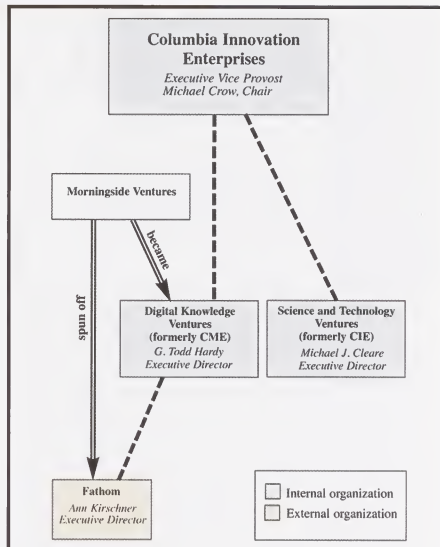 Columbia Innovation
Enterprises
Executive Vice Provost
Michael Crow, Chair
Morningside Ventures
became
spun off
Digital Knowledge
Ventures
(formerly CME)
G. Todd Hardy
Executive Director
Science and Technology
Ventures
(formerly CIE)
Michael J. Cleare
Executive Director
Fathom
Ann Kirschner
Executive Director
Internal organization
External organization